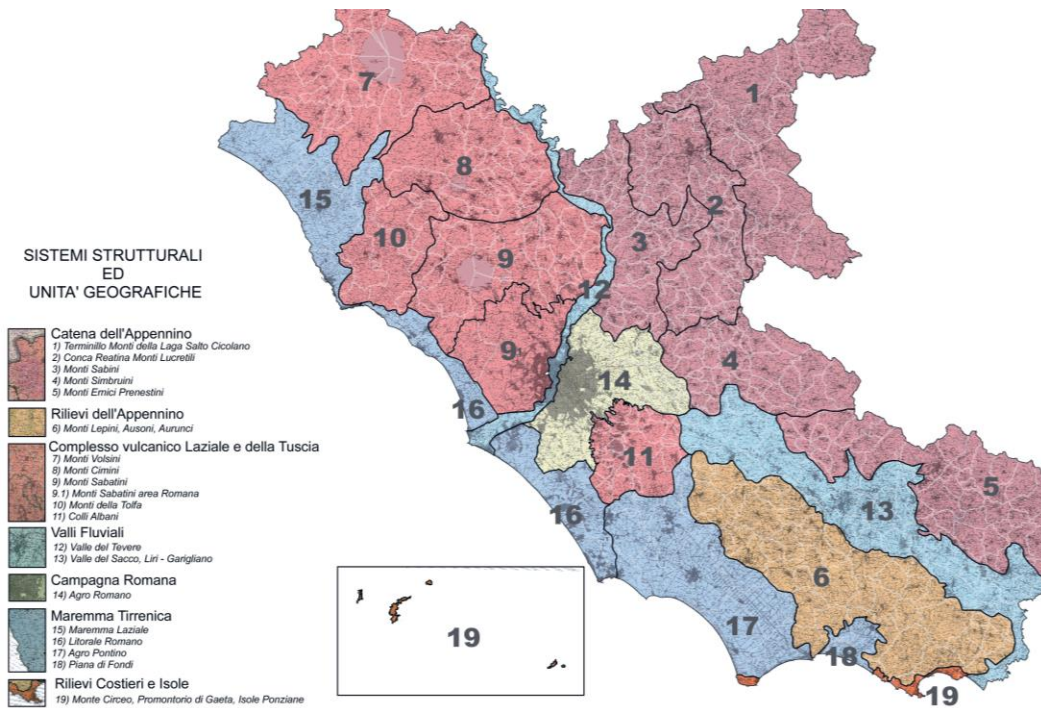 SISTEMI STRUTTURALI
ED
UNITA' GEOGRAFICHE
Catena dell'Appennino
1) Terminillo Monti della Laga Salto Cicolano
2) Conca Reatina Monti Lucretili
3) Monti Sabini
4) Monti Simbruini
5) Monti Ernici Prenestini
Rilievi dell'Appennino
6) Monti Lepini, Ausoni, Aurunci
Complesso vulcanico Laziale e della Tuscia
7) Monti Volsini
8) Monti Cimini
9) Monti Sabatini
9.1) Monti Sabatini area Romana
10) Monti della Tolfa
11) Colli Albani
Valli Fluviali
12) Valle del Tevere
13) Valle del Sacco, Liri - Garigliano
Campagna Romana
14) Agro Romano
Maremma Tirrenica
15) Maremma Laziale
16) Litorale Romano
17) Agro Pontino
18) Piana di Fondi
Rilievi Costieri e Isole
19) Monte Circeo, Promontorio di Gaeta, Isole Ponziane
7
1
8
15
2
10
3
9
12
9
4
14
16
11
13
5
16
6
17
19
18
19